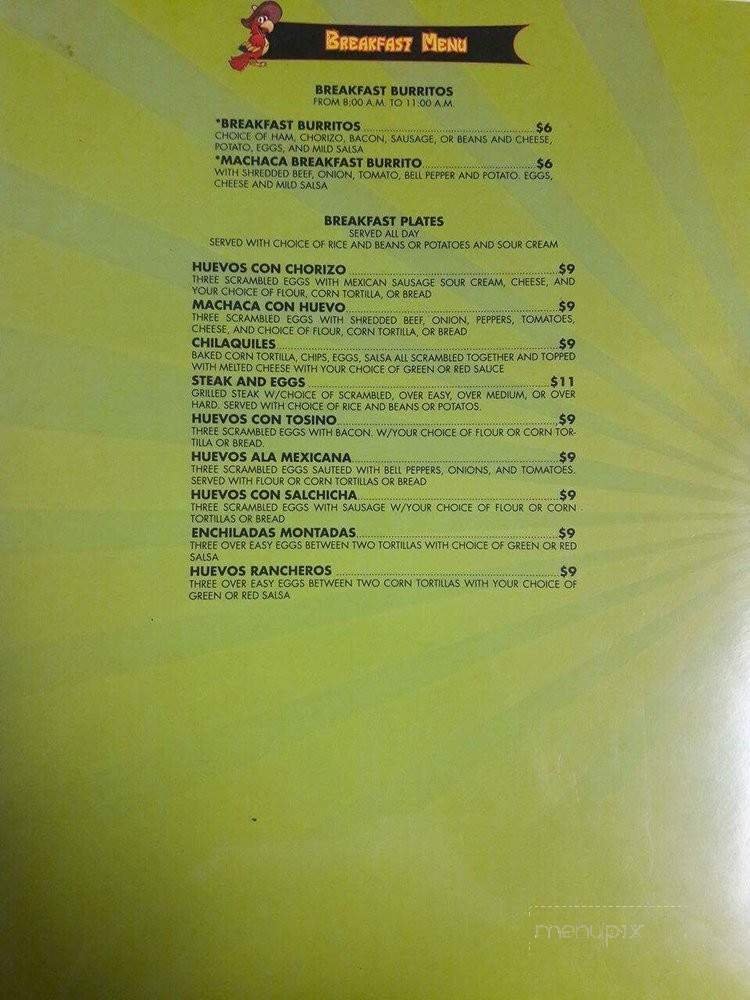 BREAKFAST MENU
BREAKFAST BURRITOS
FROM 8:00 A.M. TO 11:00 A.M.
*BREAKFAST BURRITOS $6
CHOICE OF HAM, CHORIZO, BACON, SAUSAGE, OR BEANS AND CHEESE,
POTATO, EGGS, AND MILD SALSA
*MACHACA BREAKFAST BURRITO $6
WITH SHREDDED BEEF, ONION, TOMATO, BELL PEPPER AND POTATO. EGGS,
CHEESE AND MILD SALSA
BREAKFAST PLATES
SERVED ALL DAY
SERVED WITH CHOICE OF RICE AND BEANS OR POTATOES AND SOUR CREAM
HUEVOS CON CHORIZO $9
THREE SCRAMBLED EGGS WITH MEXICAN SAUSAGE SOUR CREAM, CHEESE, AND
YOUR CHOICE OF FLOUR, CORN TORTILLA, OR BREAD
MACHACA CON HUEVO $9
THREE SCRAMBLED EGGS WITH SHREDDED BEEF, ONION, PEPPERS, TOMATOES,
CHEESE, AND CHOICE OF FLOUR, CORN TORTILLA, OR BREAD
CHILAQUILES $9
BAKED CORN TORTILLA, CHIPS, EGGS, SALSA ALL SCRAMBLED TOGETHER AND TOPPED
WITH MELTED CHEESE WITH YOUR CHOICE OF GREEN OR RED SAUCE
STEAK AND EGGS $11
GRILLED STEAK W/CHOICE OF SCRAMBLED, OVER EASY, OVER MEDIUM, OR OVER
HARD. SERVED WITH CHOICE OF RICE AND BEANS OR POTATOS.
HUEVOS CON TOSINO $9
THREE SCRAMBLED EGGS WITH BACON. W/YOUR CHOICE OF FLOUR OR CORN TOR-
TILLA OR BREAD.
HUEVOS ALA MEXICANA $9
THREE SCRAMBLED EGGS SAUTEED WITH BELL PEPPERS, ONIONS, AND TOMATOES.
SERVED WITH FLOUR OR CORN TORTILLAS OR BREAD
HUEVOS CON SALCHICHA $9
THREE SCRAMBLED EGGS WITH SAUSAGE W/YOUR CHOICE OF FLOUR OR CORN
TORTILLAS OR BREAD
ENCHILADAS MONTADAS $9
THREE OVER EASY EGGS BETWEEN TWO TORTILLAS WITH CHOICE OF GREEN OR RED
SALSA
HUEVOS RANCHEROS $9
THREE OVER EASY EGGS BETWEEN TWO CORN TORTILLAS WITH YOUR CHOICE OF
GREEN OR RED SALSA
menupix